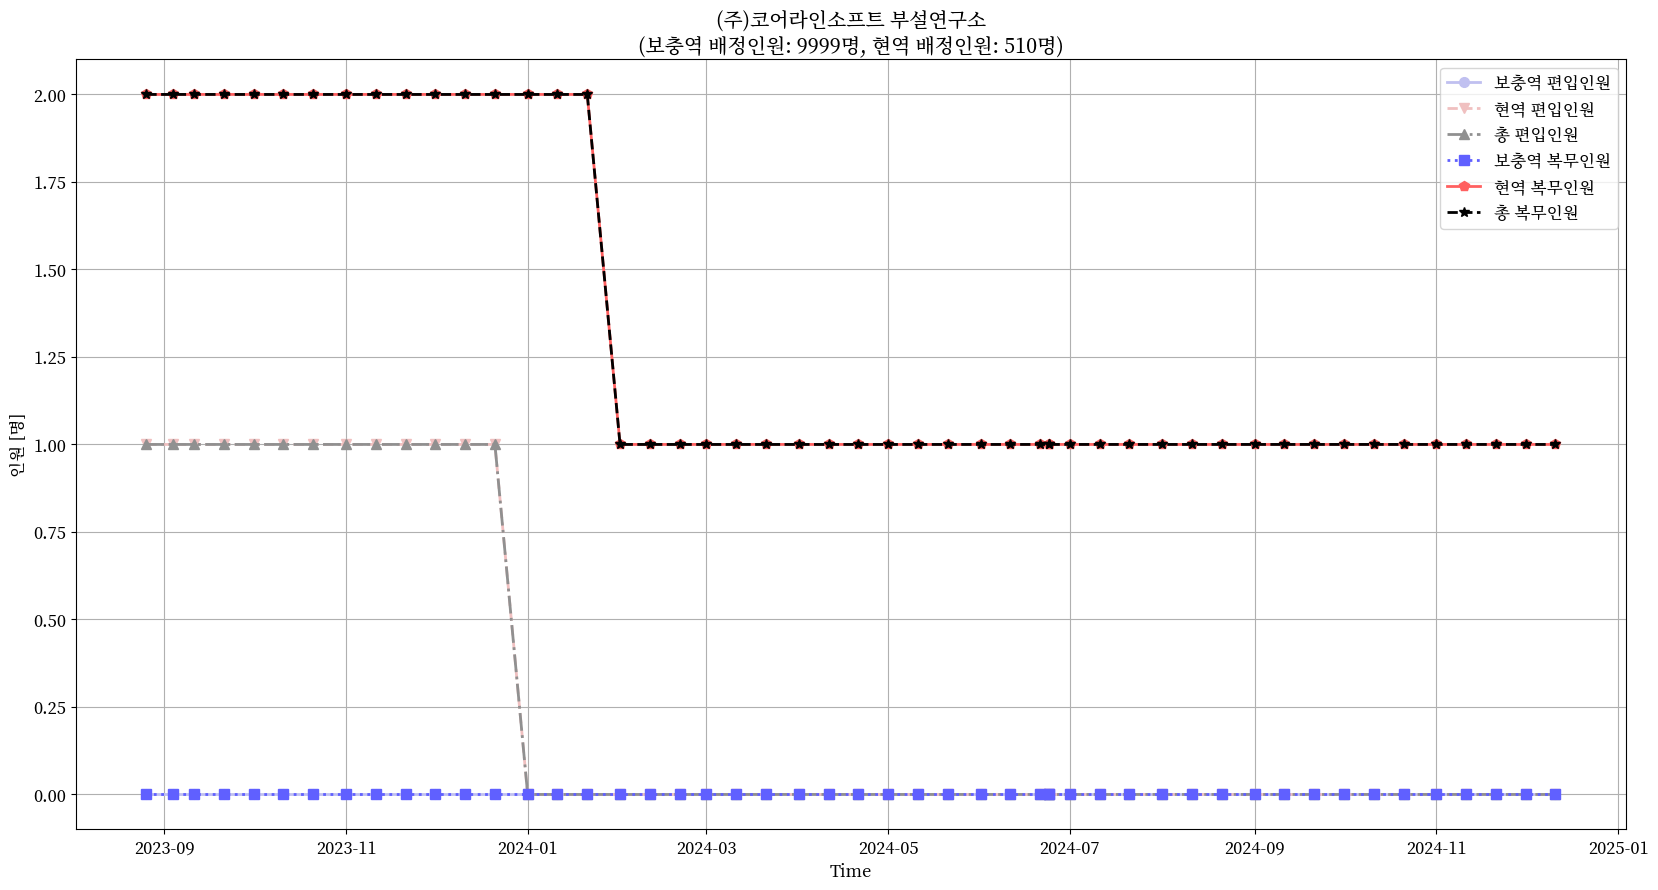 (주)코어라인소프트 부설연구소
(보충역 배정인원: 9999명, 현역 배정인원: 510명)
보충역 편입인원
현역 편입인원
총 편입인원
보충역 복무인원
현역 복무인원
총 복무인원
인원 [명]
2.00
1.75
1.50
1.25
1.00
0.75
0.50
0.25
0.00
2023-09 2023-11 2024-01 2024-03 2024-05 2024-07 2024-09 2024-11 2025-01
Time